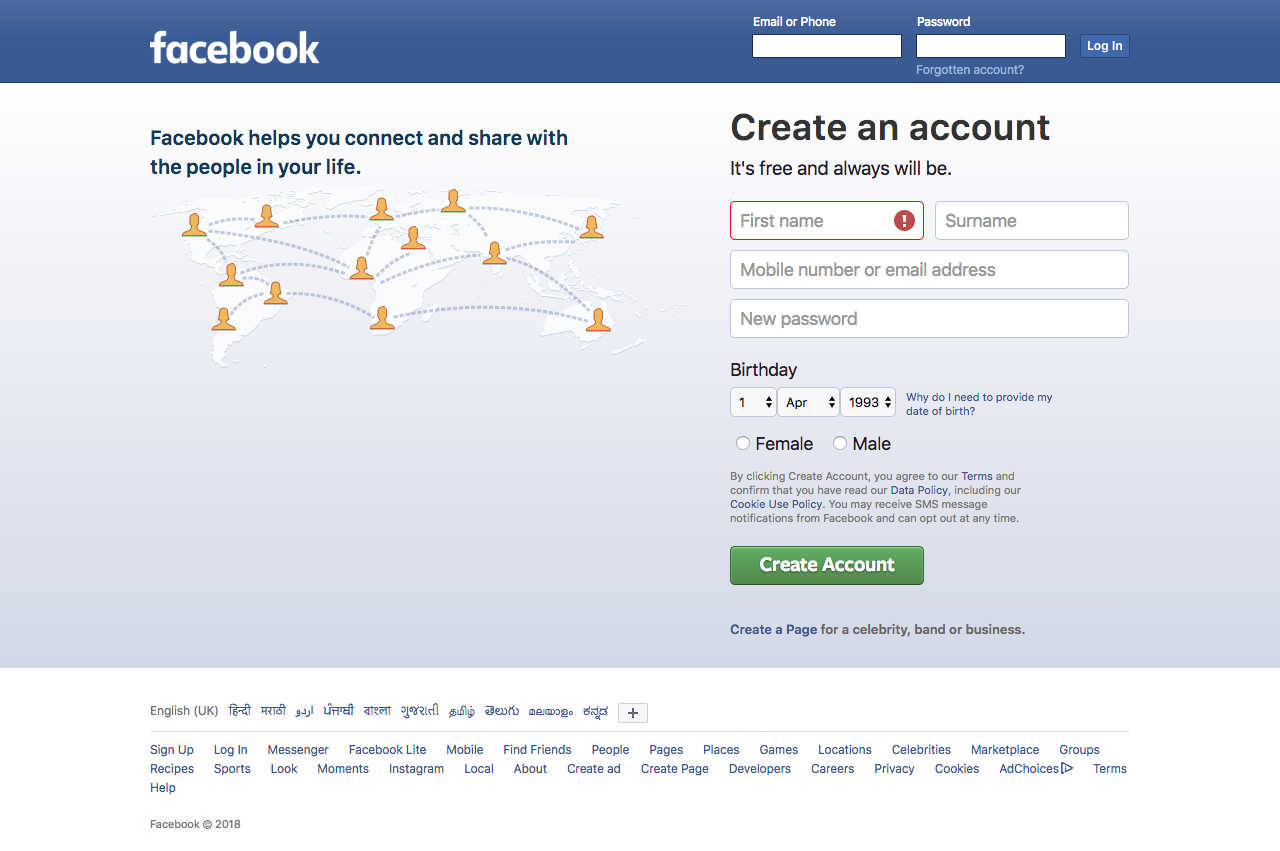 facebook
Email or Phone
Password
Log In
Forgotten account?
Facebook helps you connect and share with
the people in your life.
Create an account
It's free and always will be.
First name
Surname
Mobile number or email address
New password
Birthday
1 Apr 1993
Why do I need to provide my
date of birth?
Female Male
By clicking Create Account, you agree to our Terms and
confirm that you have read our Data Policy, including our
Cookie Use Policy. You may receive SMS message
notifications from Facebook and can opt out at any time.
Create Account
Create a Page for a celebrity, band or business.
English (UK) हिन्दी मराठी اردو ਪੰਜਾਬੀ বাংলা ગુજરાતી தமிழ் తెలుగు മലയാളം ಕನ್ನಡ
Sign Up Log In Messenger Facebook Lite Mobile Find Friends People Pages Places Games Locations Celebrities Marketplace Groups
Recipes Sports Look Moments Instagram Local About Create ad Create Page Developers Careers Privacy Cookies AdChoices Terms
Help
Facebook © 2018